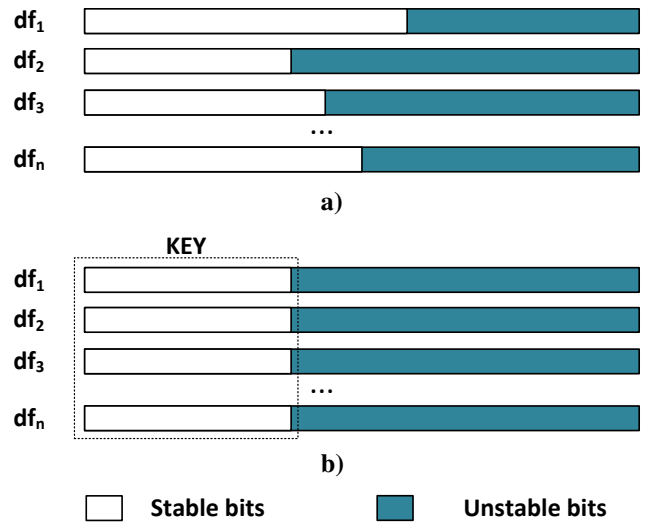 df₁
df₂
df₃
...
dfₙ
a)
KEY
df₁
df₂
df₃
...
dfₙ
b)
Stable bits Unstable bits